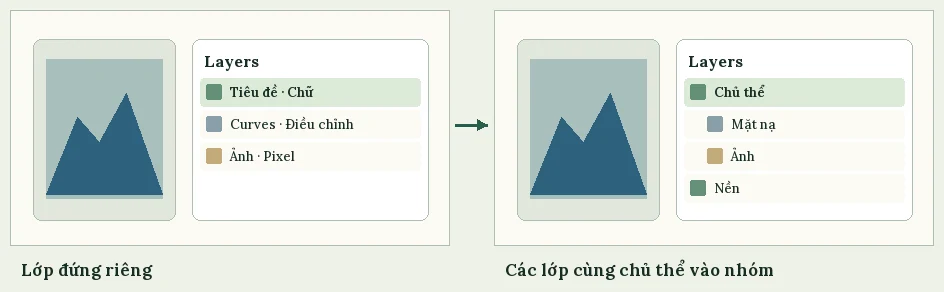 Layers
Tiêu đề · Chữ
Curves · Điều chỉnh
Ảnh · Pixel
Lớp đứng riêng
Layers
Chủ thể
Mặt nạ
Ảnh
Nền
Các lớp cùng chủ thể vào nhóm